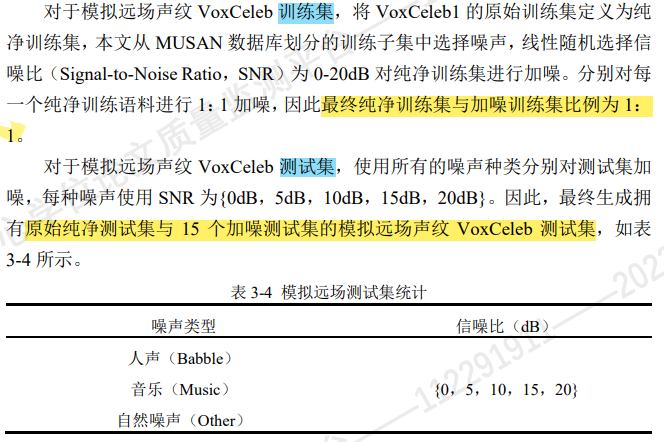 对于模拟远场声纹 VoxCeleb 训练集，将 VoxCeleb1 的原始训练集定义为纯
净训练集，本文从 MUSAN 数据库划分的训练子集中选择噪声，线性随机选择信
噪比（Signal-to-Noise Ratio，SNR）为 0-20dB 对纯净训练集进行加噪。分别对每
一个纯净训练语料进行 1：1 加噪，因此最终纯净训练集与加噪训练集比例为 1：
1。
对于模拟远场声纹 VoxCeleb 测试集，使用所有的噪声种类分别对测试集加
噪，每种噪声使用 SNR 为{0dB，5dB，10dB，15dB，20dB}。因此，最终生成拥
有原始纯净测试集与 15 个加噪测试集的模拟远场声纹 VoxCeleb 测试集，如表
3-4 所示。
表 3-4 模拟远场测试集统计
噪声类型 信噪比（dB）
人声（Babble）
音乐（Music） {0，5，10，15，20}
自然噪声（Other）